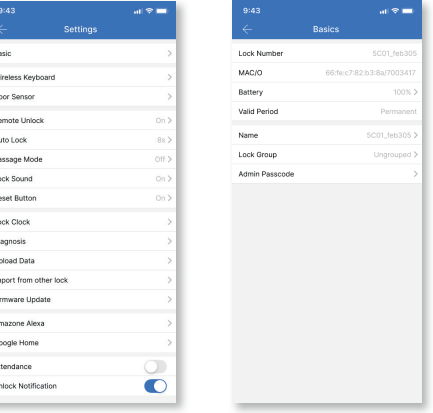 9:43
Settings
asic
ireless Keyboard
oor Sensor
emote Unlock On
uto Lock 8s
assage Mode Off
ock Sound On
eset Button On
ock Clock
iagnosis
pload Data
nport from other lock
rmware Update
mazone Alexa
oogle Home
ttendance
nlock Notification
9:43
Basics
Lock Number 5C01_feb305
MAC/O 66:fe:c7:82:b3:8a/7003417
Battery 100%
Valid Period Permanent
Name 5C01_feb305
Lock Group Ungrouped
Admin Passcode